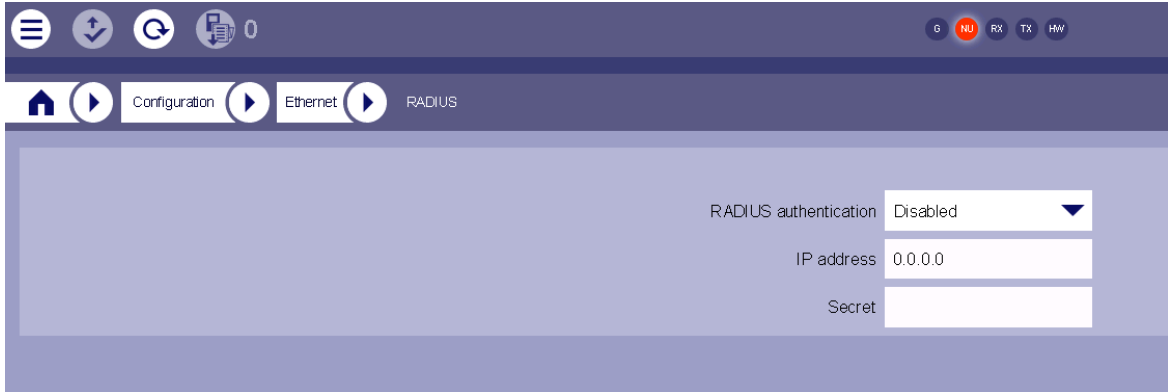 0
G NU RX TX HW
Configuration Ethernet RADIUS
RADIUS authentication Disabled
IP address 0.0.0.0
Secret